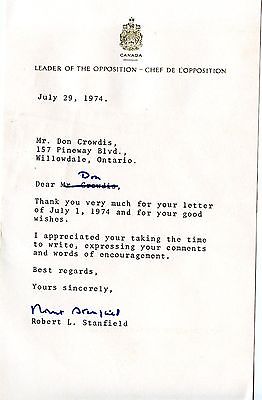 CANADA
LEADER OF THE OPPOSITION - CHEF DE L'OPPOSITION
July 29, 1974.
Mr. Don Crowdis,
157 Pineway Blvd.,
Willowdale, Ontario.
Don
Dear Mr. Crowdis,
Thank you very much for your letter
of July 1, 1974 and for your good
wishes.
I appreciated your taking the time
to write, expressing your comments
and words of encouragement.
Best regards,
Yours sincerely,
Robert Stanfield
Robert L. Stanfield